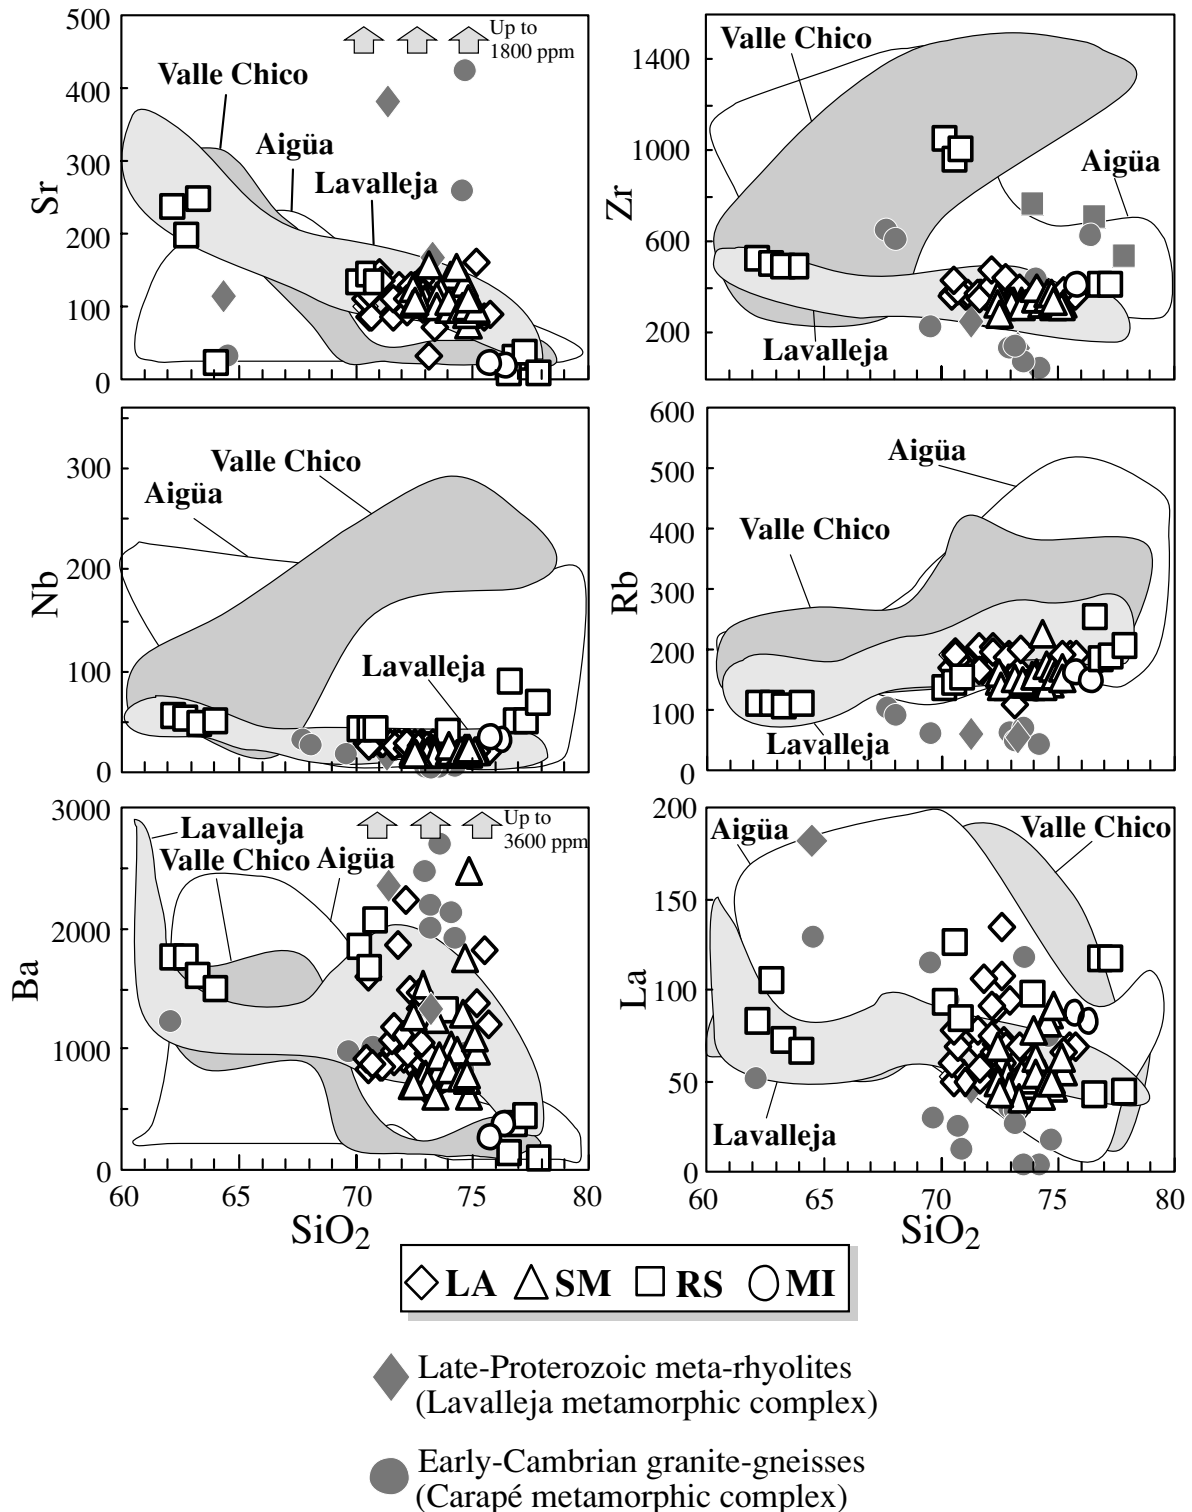 500
400
300
200
100
0
Sr
Up to
1800 ppm
Valle Chico
Aigüa
Lavalleja
1400
1000
600
200
Zr
Valle Chico
Aigüa
Lavalleja
300
200
100
0
Nb
Valle Chico
Aigüa
Lavalleja
600
500
400
300
200
100
0
Rb
Aigüa
Valle Chico
Lavalleja
3000
2000
1000
0
Ba
Up to
3600 ppm
Lavalleja
Valle Chico
Aigüa
60
65
70
75
80
SiO2
200
150
100
50
0
La
Aigüa
Valle Chico
Lavalleja
60
65
70
75
80
SiO2
LA SM RS MI
Late-Proterozoic meta-rhyolites
(Lavalleja metamorphic complex)
Early-Cambrian granite-gneisses
(Carapé metamorphic complex)